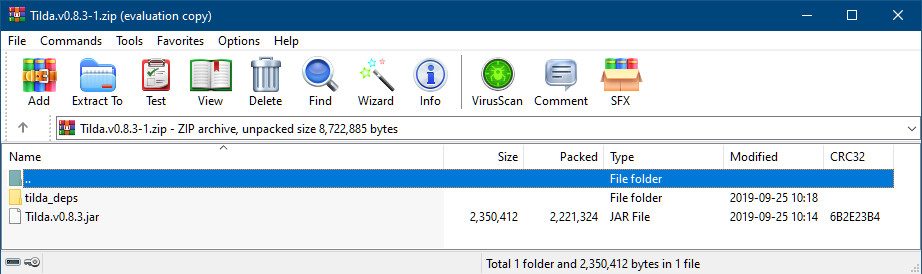 Tilda.v0.8.3-1.zip (evaluation copy)
File Commands Tools Favorites Options Help
Add Extract To Test View Delete Find Wizard Info VirusScan Comment SFX
Tilda.v0.8.3-1.zip - ZIP archive, unpacked size 8,722,885 bytes
Name Size Packed Type Modified CRC32
.. File folder
tilda_deps File folder 2019-09-25 10:18
Tilda.v0.8.3.jar 2,350,412 2,221,324 JAR File 2019-09-25 10:14 6B2E23B4
Total 1 folder and 2,350,412 bytes in 1 file